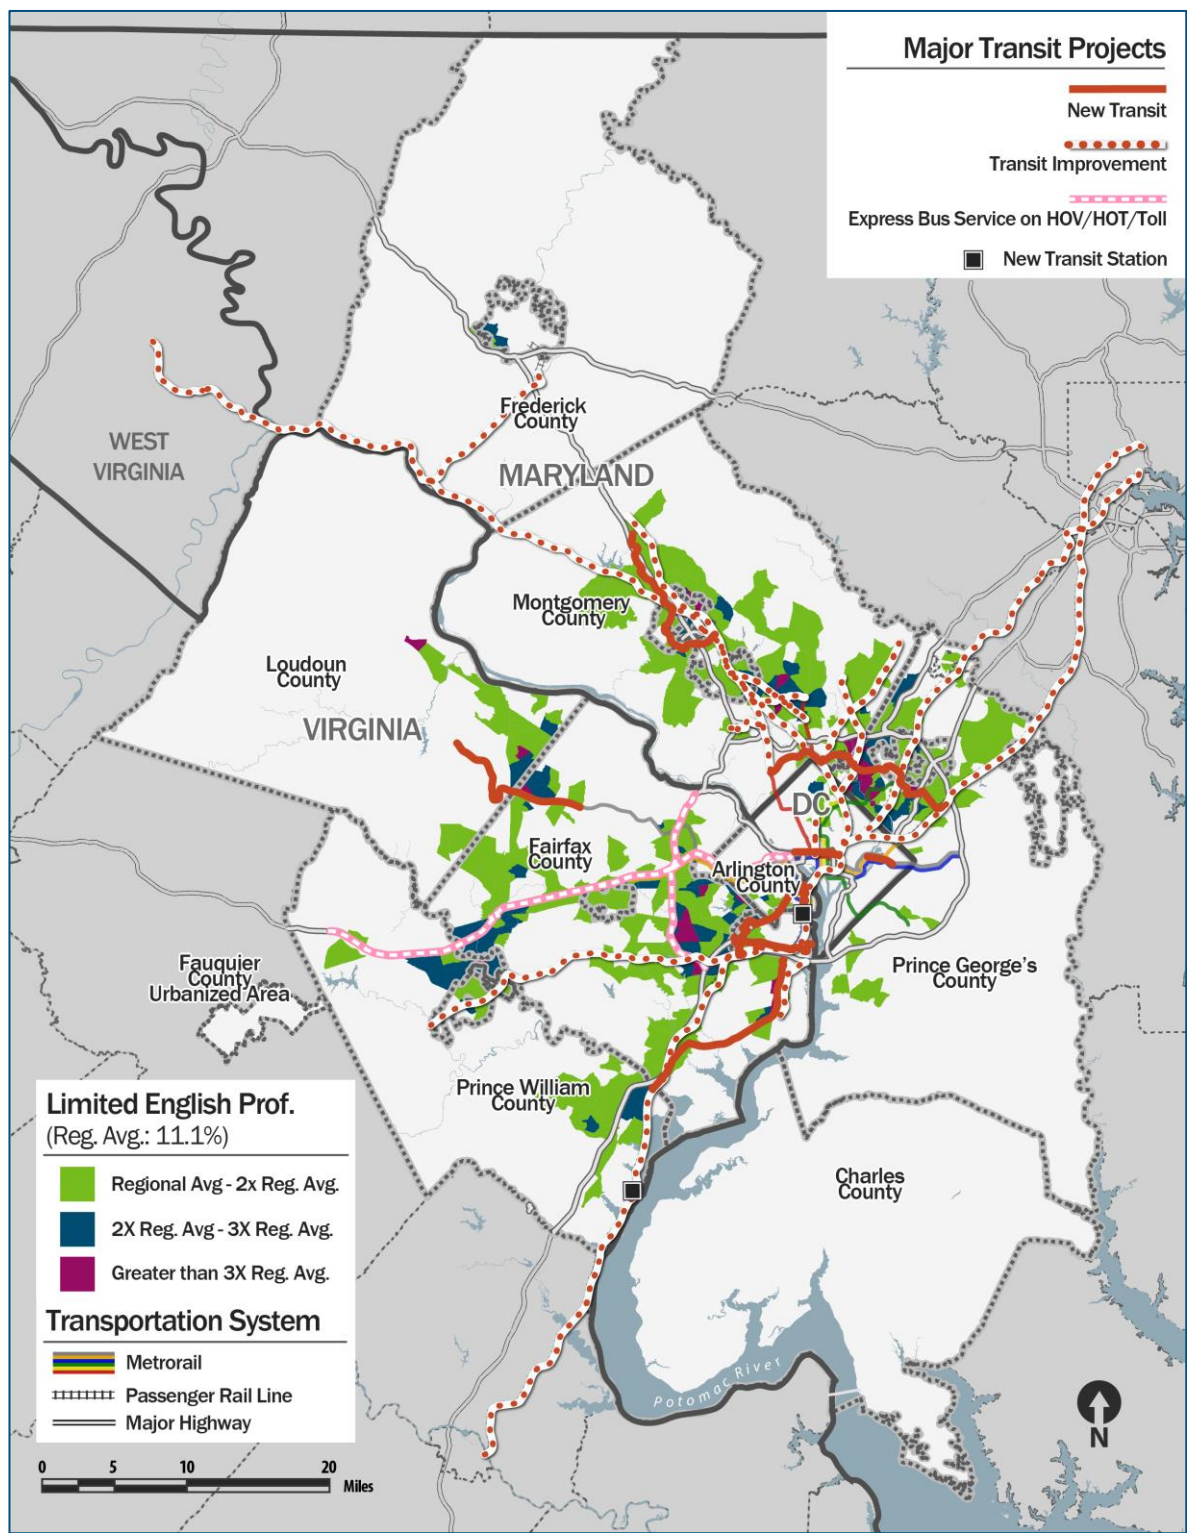 Major Transit Projects
New Transit
Transit Improvement
Express Bus Service on HOV/HOT/Toll
New Transit Station
Frederick
County
WEST
VIRGINIA
MARYLAND
Montgomery
County
Loudoun
County
VIRGINIA
DC
Fairfax
County
Arlington
County
Prince George's
County
Fauquier
County
Urbanized Area
Prince William
County
Charles
County
Potomac River
Limited English Prof.
(Reg. Avg.: 11.1%)
Regional Avg - 2x Reg. Avg.
2X Reg. Avg - 3X Reg. Avg.
Greater than 3X Reg. Avg.
Transportation System
Metrorail
Passenger Rail Line
Major Highway
N
0 5 10 20
Miles